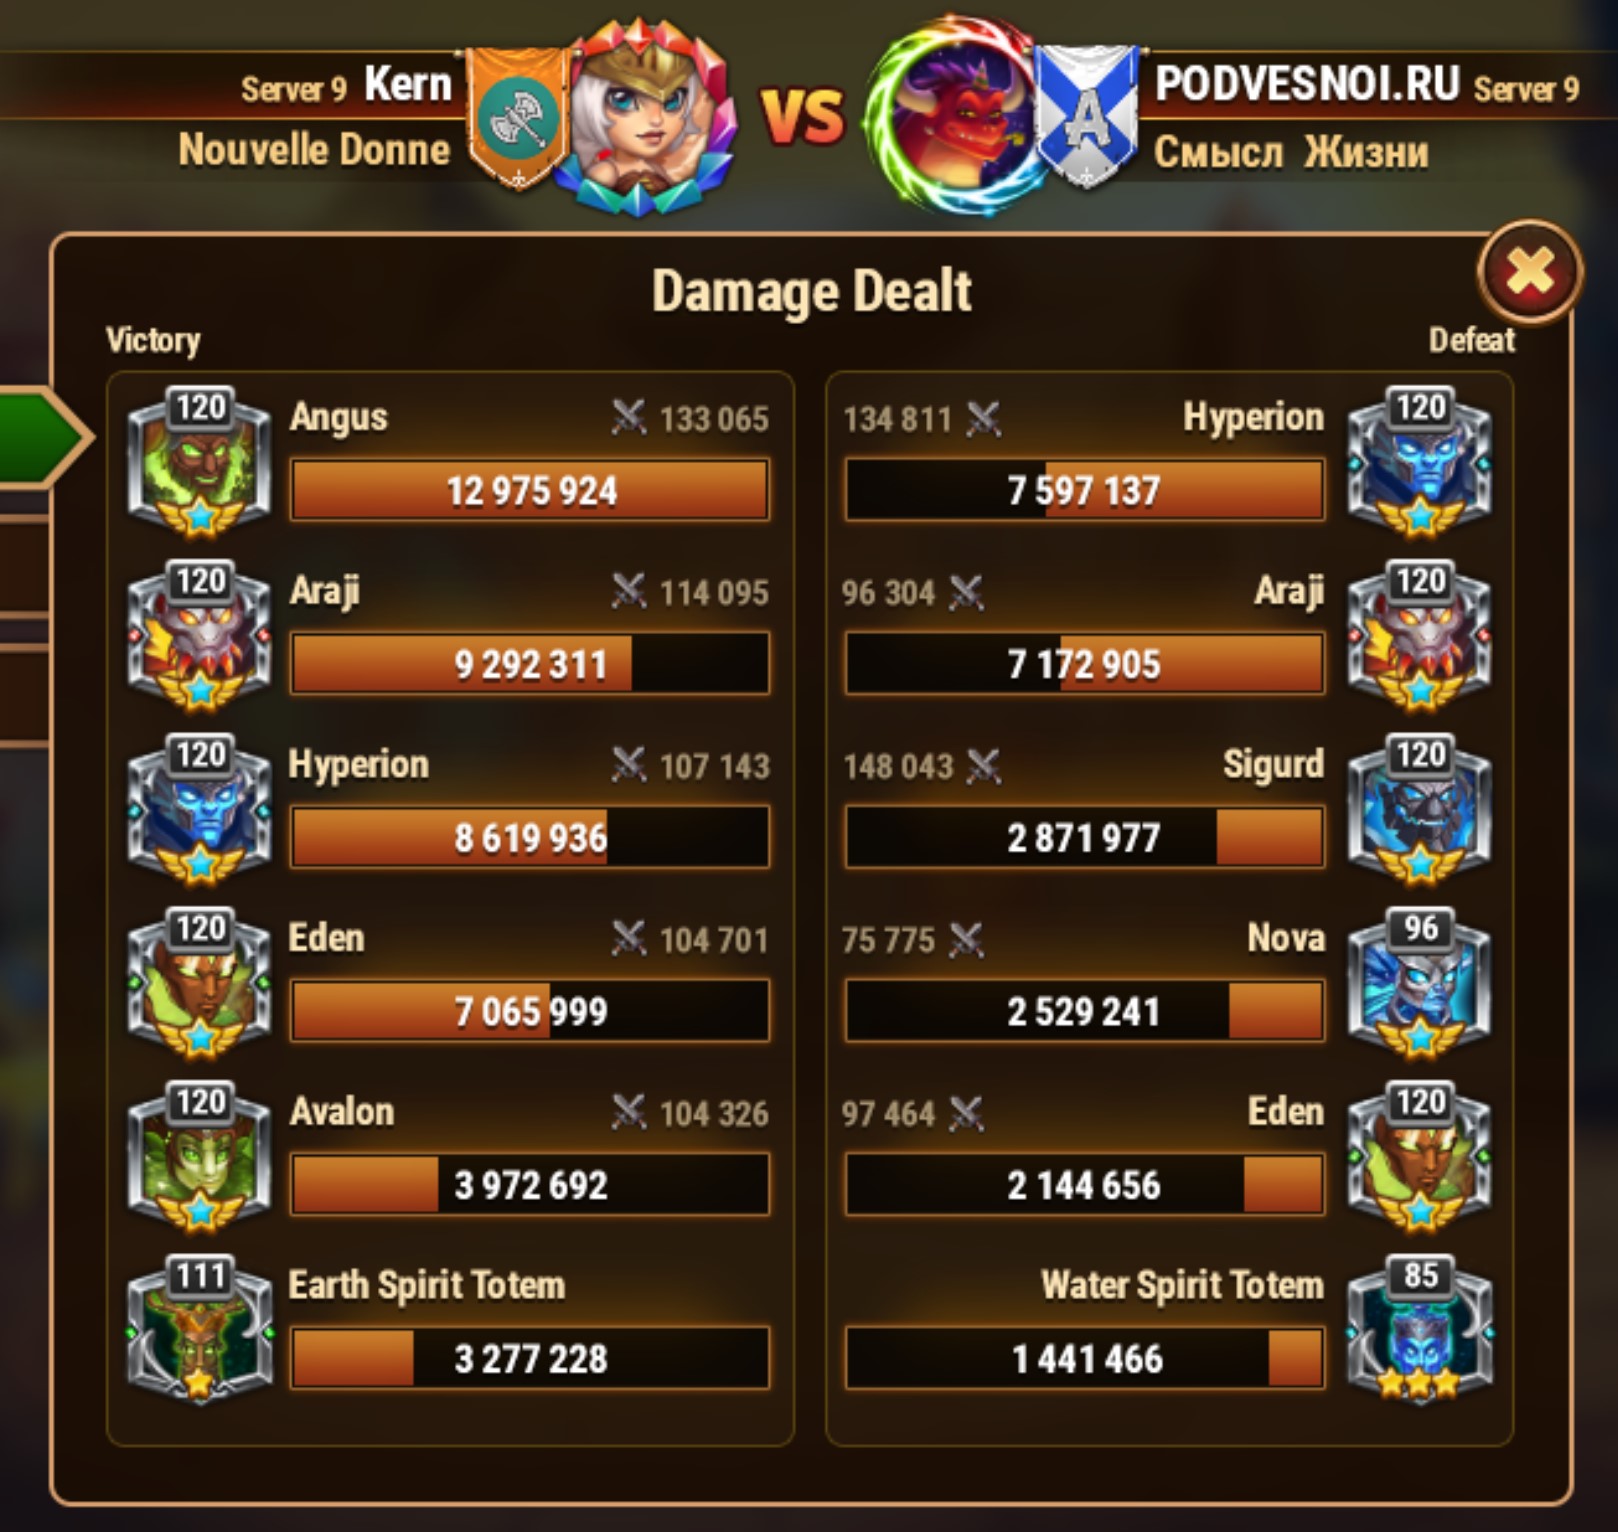 Server 9 Kern
Nouvelle Donne
VS
A
PODVESNOI.RU Server 9
Смысл Жизни
Damage Dealt
Victory
Defeat
120 Angus 133 065
12 975 924
120 Araji 114 095
9 292 311
120 Hyperion 107 143
8 619 936
120 Eden 104 701
7 065 999
120 Avalon 104 326
3 972 692
111 Earth Spirit Totem
3 277 228
134 811 Hyperion 120
7 597 137
96 304 Araji 120
7 172 905
148 043 Sigurd 120
2 871 977
75 775 Nova 96
2 529 241
97 464 Eden 120
2 144 656
Water Spirit Totem 85
1 441 466